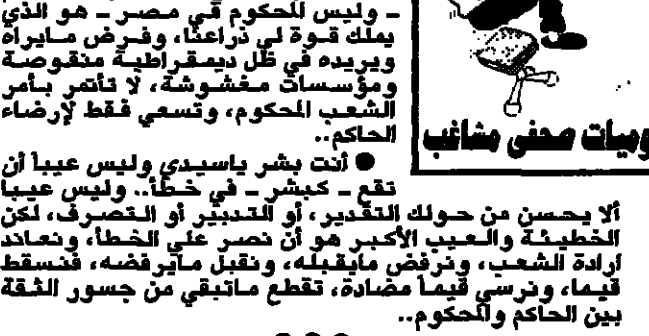 ـ وليس المحكوم في مصر ـ هو الذي
يملك قوة لي ذراعنا، وفرض مايراه
ويريده في ظل ديمقراطية منقوصة
ومؤسسات مغشوشة، لا تأتمر بأمر
الشعب المحكوم، وتسعي فقط لإرضاء
الحاكم..
يوميات صحفى مشاغب
● أنت بشر ياسيدي وليس عيباً أن
تقع ـ كبشر ـ في خطأ.. وليس عيباً
ألا يحسن من حولك التقدير، أو التدبير أو التصرف، لكن
الخطيئة والعيب الأكبر هو أن نصر علي الخطأ، ونعاند
ارادة الشعب، ونرفض مايقبله، ونقبل مايرفضه، فنسقط
قيما، ونرسي قيماً مضادة، تقطع ماتبقي من جسور الثقة
بين الحاكم والمحكوم..